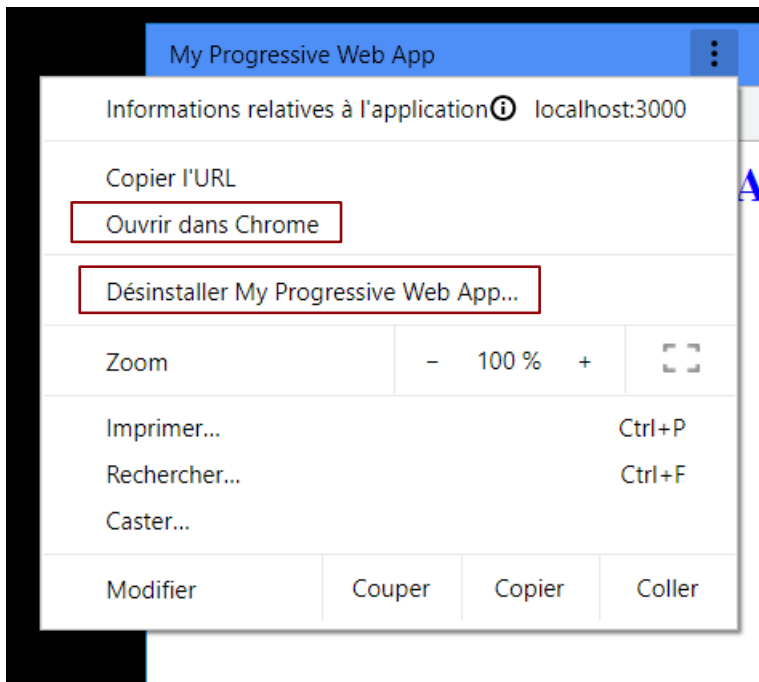 My Progressive Web App
Informations relatives à l'application localhost:3000
Copier l'URL
A
Ouvrir dans Chrome
Désinstaller My Progressive Web App...
Zoom - 100 % +
Imprimer... Ctrl+P
Rechercher... Ctrl+F
Caster...
Modifier Couper Copier Coller